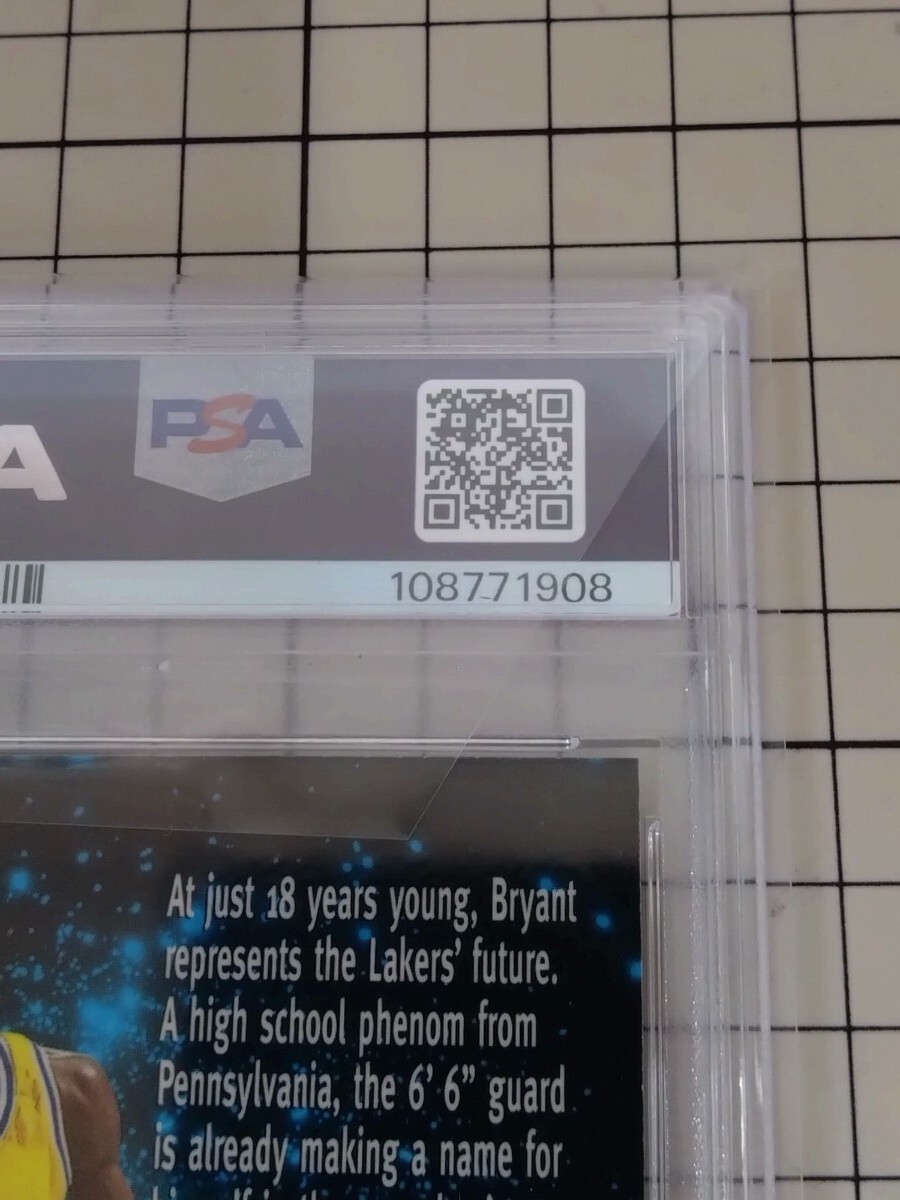 A
PSA
108771908
At just 18 years young, Bryant
represents the Lakers' future.
A high school phenom from
Pennsylvania, the 6' 6" guard
is already making a name for